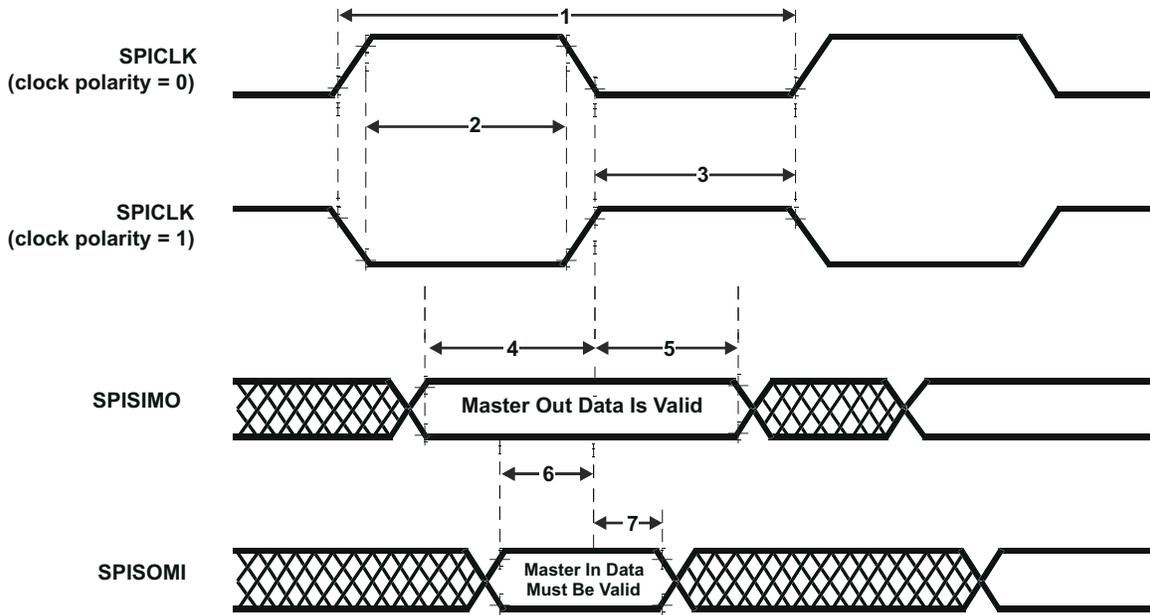 1
SPICLK
(clock polarity = 0)
2
3
SPICLK
(clock polarity = 1)
4
5
SPISIMO
Master Out Data Is Valid
6
7
SPISOMI
Master In Data
Must Be Valid